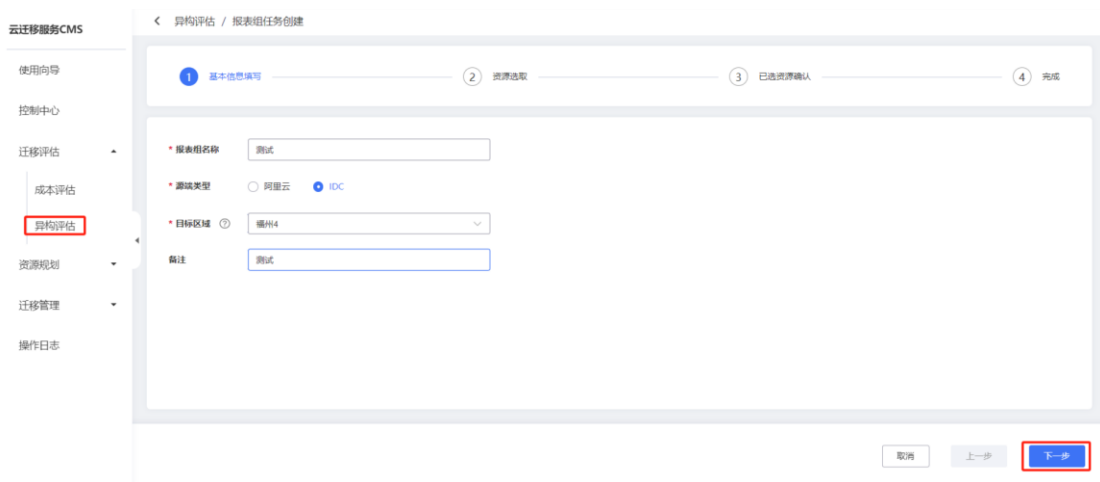 云迁移服务CMS
异构评估 / 报表组任务创建
使用向导
控制中心
迁移评估
成本评估
异构评估
资源规划
迁移管理
操作日志
1 基本信息填写
2 资源选取
3 已选资源确认
4 完成
* 报表组名称 测试
* 源端类型 阿里云 IDC
* 目标区域 ? 福州4
备注 测试
取消 上一步 下一步